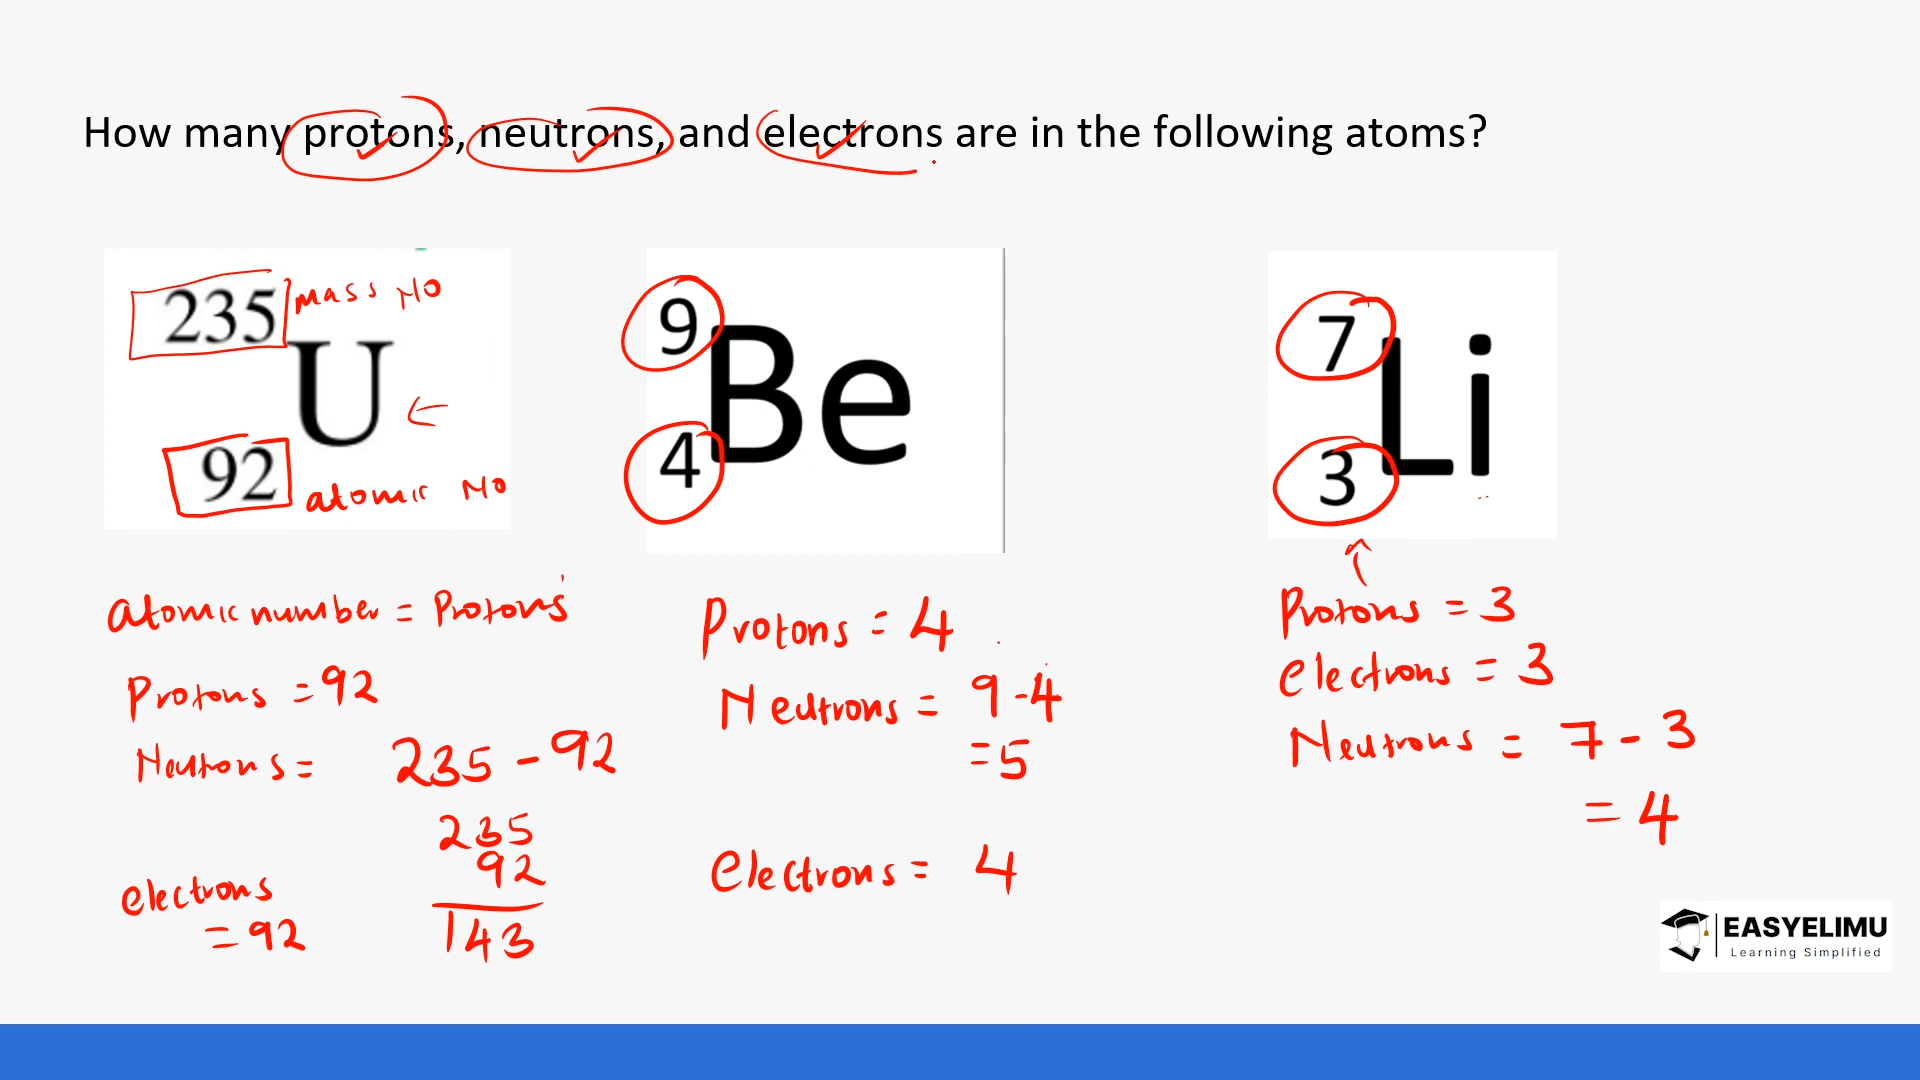 How many protons, neutrons, and electrons are in the following atoms?
235 mass No
U
92 atomic No
atomic number = Protons
Protons = 92
Neutrons = 235 - 92
235
92
143
electrons
= 92
9
Be
4
Protons = 4
Neutrons = 9 - 4
= 5
electrons = 4
7
Li
3
Protons = 3
electrons = 3
Neutrons = 7 - 3
= 4
EASYELIMU
Learning Simplified